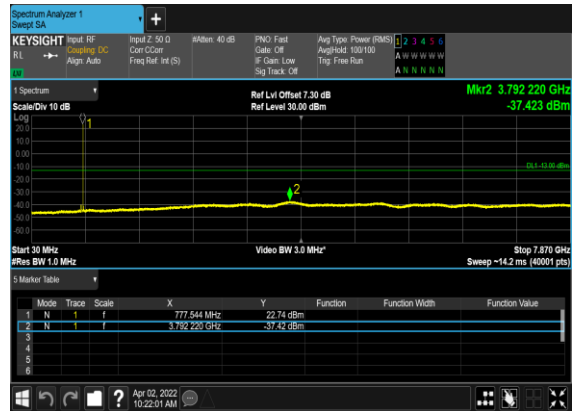 Spectrum Analyzer 1
Swept SA
KEYSIGHT Input: RF Input Z: 50 Ω #Atten: 40 dB PNO: Fast Avg Type: Power (RMS) 1 2 3 4 5 6
RL Coupling: DC Corr CCorr Gate: Off Avg|Hold: 100/100 A W W W W W
Align: Auto Freq Ref: Int (S) IF Gain: Low Trig: Free Run
Sig Track: Off A N N N N N
1 Spectrum Ref Lvl Offset 7.30 dB Mkr2 3.792 220 GHz
Scale/Div 10 dB Ref Level 30.00 dBm -37.423 dBm
Log
1
20.0
10.0
0.00
-10.0
DL1 -13.00 dBm
-20.0
-30.0
2
-40.0
-50.0
-60.0
Start 30 MHz Video BW 3.0 MHz* Stop 7.870 GHz
#Res BW 1.0 MHz Sweep ~14.2 ms (40001 pts)
5 Marker Table
Mode Trace Scale X Y Function Function Width Function Value
1 N 1 f 777.544 MHz 22.74 dBm
2 N 1 f 3.792 220 GHz -37.42 dBm
3
4
5
6
? Apr 02, 2022
10:22:01 AM